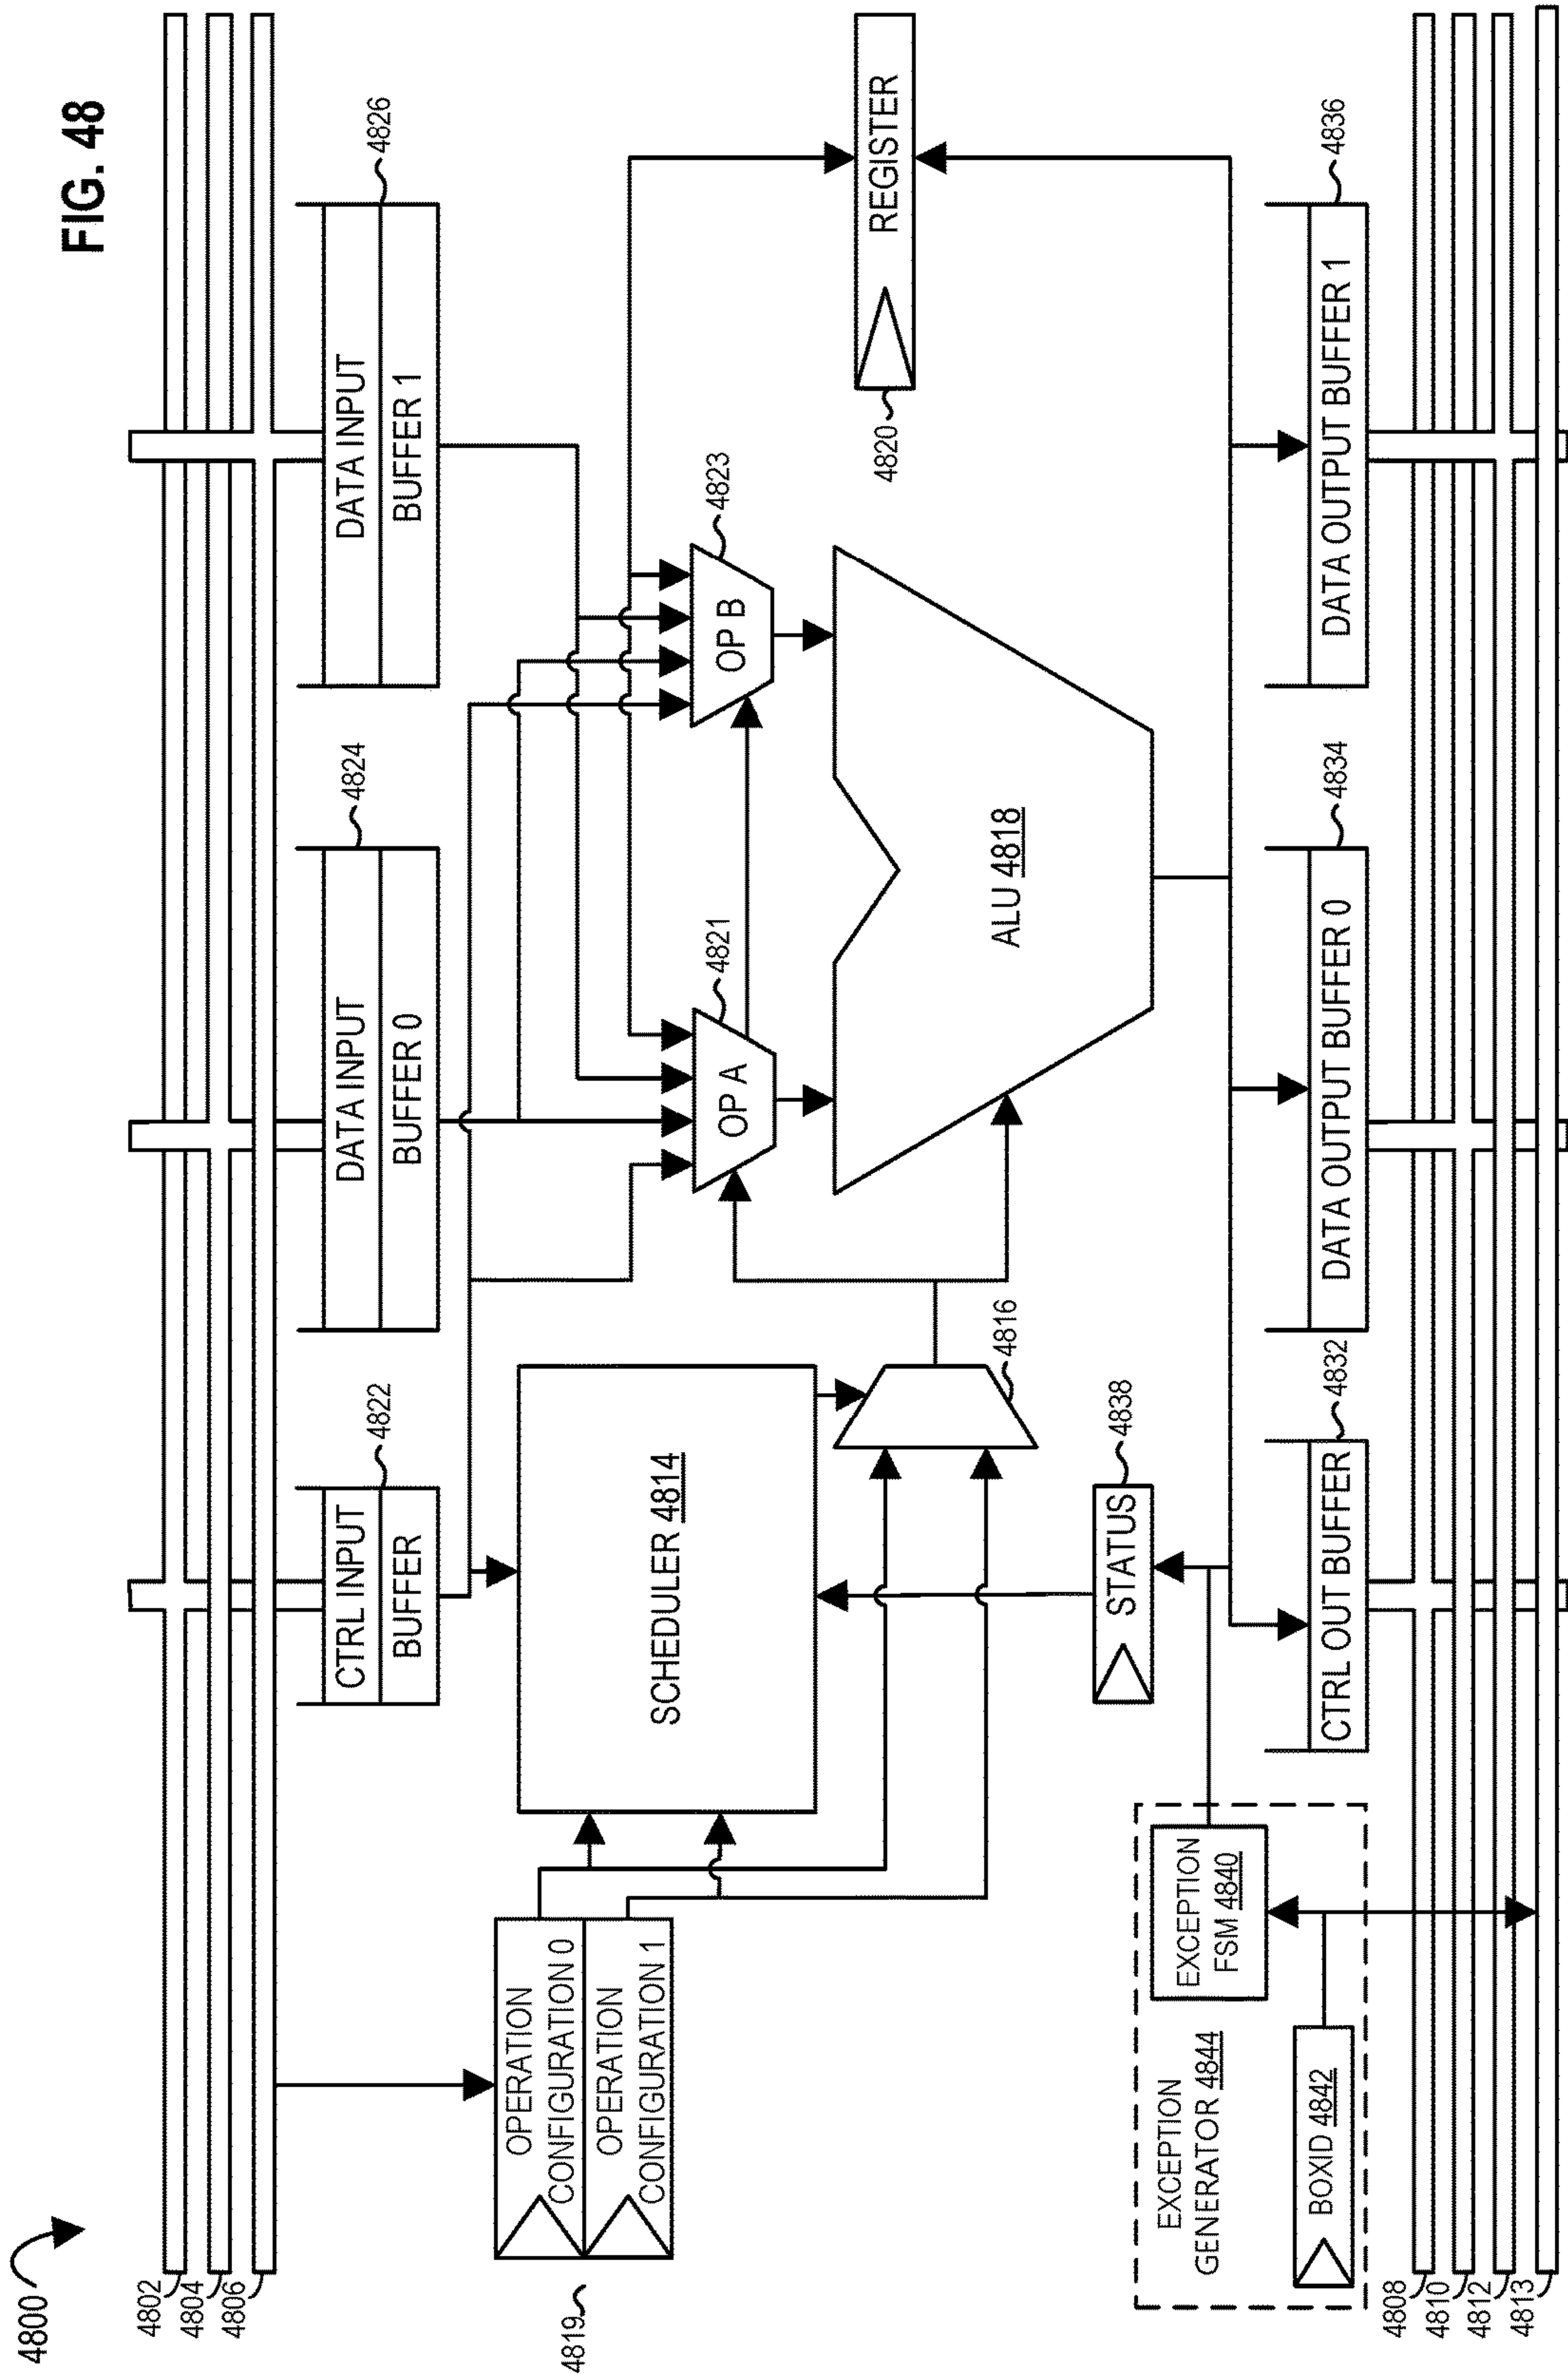 FIG. 48
4800
4802
4804
4806
CTRL INPUT
BUFFER
4822
DATA INPUT
BUFFER 0
4824
DATA INPUT
BUFFER 1
4826
4819
OPERATION
CONFIGURATION 0
OPERATION
CONFIGURATION 1
SCHEDULER 4814
OP A
4821
OP B
4823
4816
ALU 4818
4820
REGISTER
STATUS
4838
EXCEPTION
GENERATOR 4844
EXCEPTION
FSM 4840
BOXID 4842
CTRL OUT BUFFER
4832
DATA OUTPUT BUFFER 0
4834
DATA OUTPUT BUFFER 1
4836
4808
4810
4812
4813